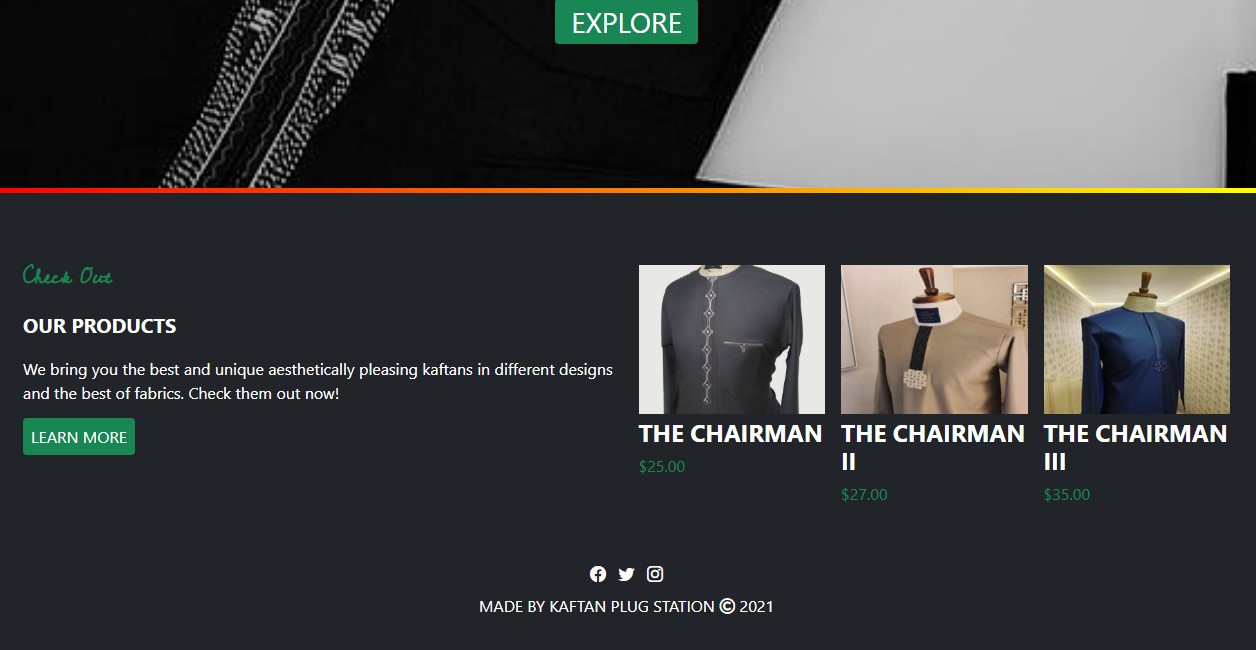 EXPLORE
Check Out
OUR PRODUCTS
We bring you the best and unique aesthetically pleasing kaftans in different designs
and the best of fabrics. Check them out now!
LEARN MORE
THE CHAIRMAN
$25.00
THE CHAIRMAN
II
$27.00
THE CHAIRMAN
III
$35.00
MADE BY KAFTAN PLUG STATION © 2021